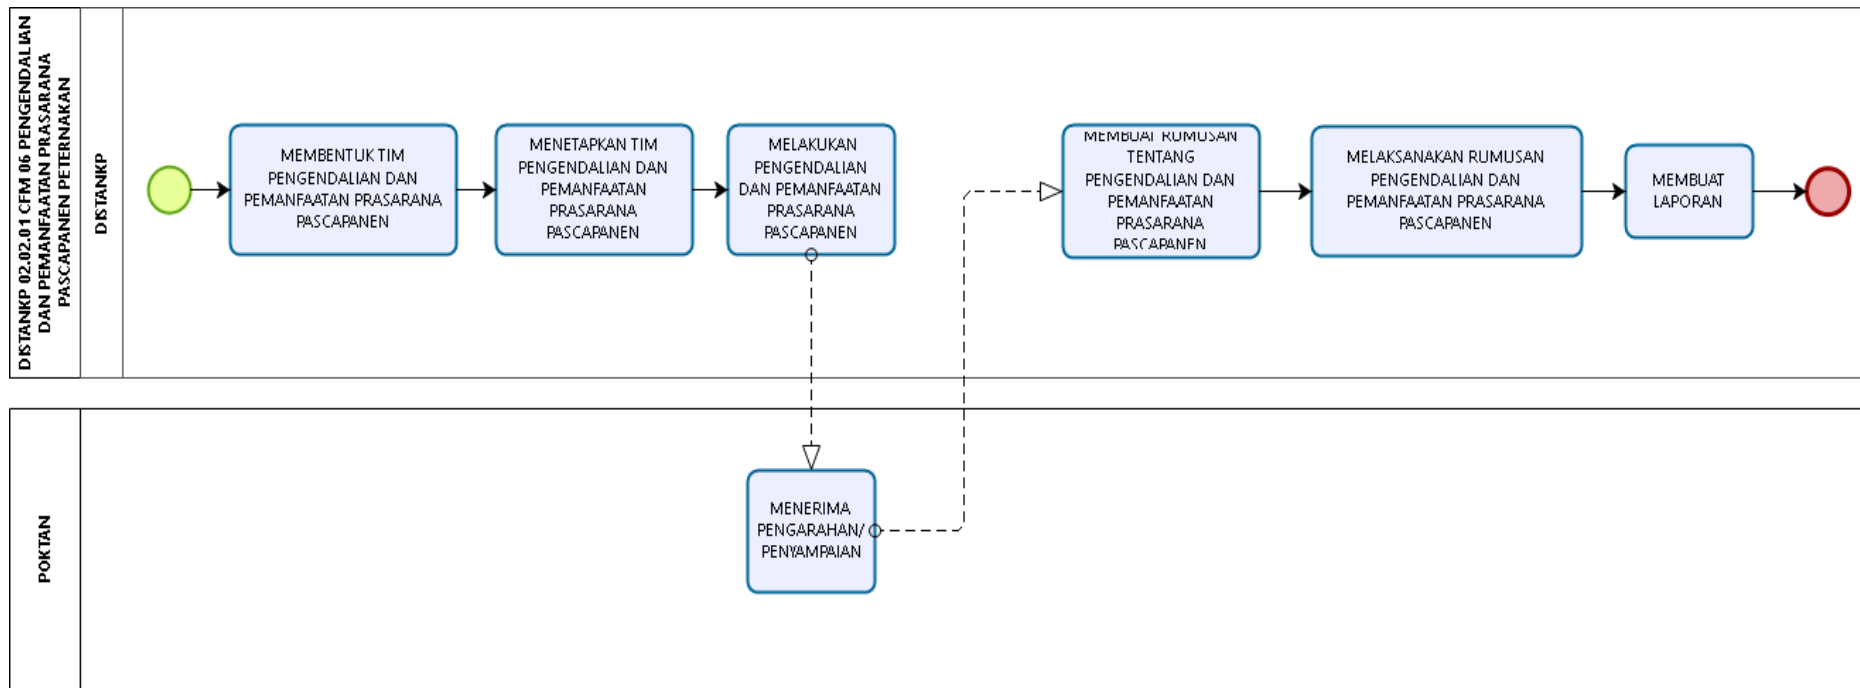 DISTANKP 02.02.01 CFM 06 PENGENDALIAN
DAN PEMANFAATAN PRASARANA
PASCAPANEN PETERNAKAN
DISTANKP
MEMBENTUK TIM
PENGENDALIAN DAN
PEMANFAATAN PRASARANA
PASCAPANEN
MENETAPKAN TIM
PENGENDALIAN DAN
PEMANFAATAN
PRASARANA
PASCAPANEN
MELAKUKAN
PENGENDALIAN
DAN PEMANFAATAN
PRASARANA
PASCAPANEN
MEMBUAT RUMUSAN
TENTANG
PENGENDALIAN DAN
PEMANFAATAN
PRASARANA
PASCAPANEN
MELAKSANAKAN RUMUSAN
PENGENDALIAN DAN
PEMANFAATAN PRASARANA
PASCAPANEN
MEMBUAT
LAPORAN
POKTAN
MENERIMA
PENGARAHAN/
PENYAMPAIAN